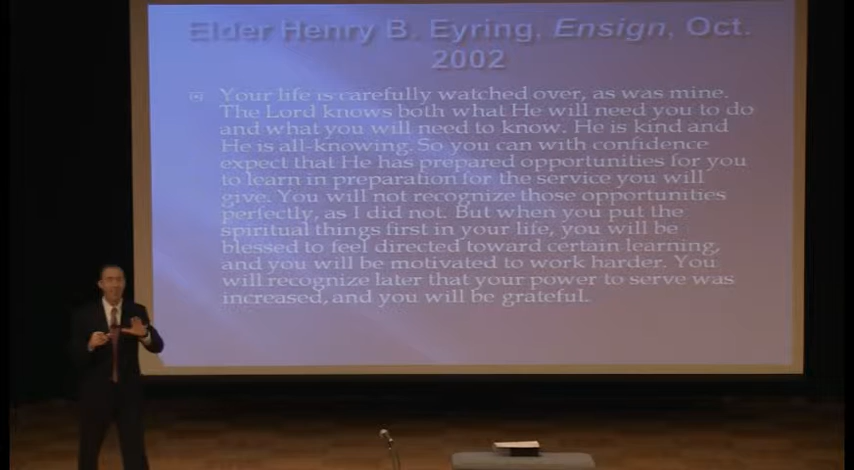 Elder Henry B. Eyring, Ensign, Oct.
2002
Your life is carefully watched over, as was mine.
The Lord knows both what He will need you to do
and what you will need to know. He is kind and
He is all-knowing. So you can with confidence
expect that He has prepared opportunities for you
to learn in preparation for the service you will
give. You will not recognize those opportunities
perfectly, as I did not. But when you put the
spiritual things first in your life, you will be
blessed to feel directed toward certain learning,
and you will be motivated to work harder. You
will recognize later that your power to serve was
increased, and you will be grateful.